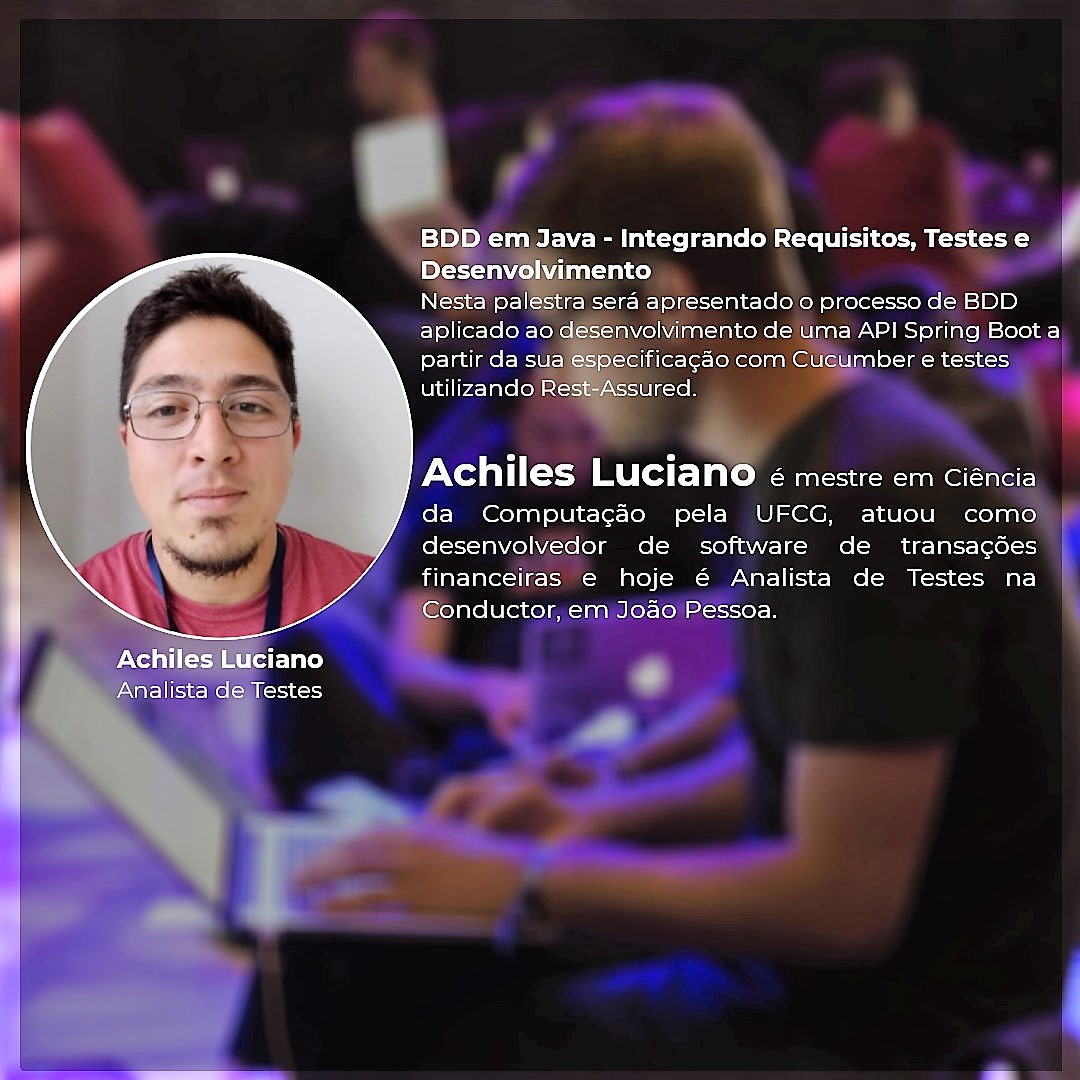 BDD em Java - Integrando Requisitos, Testes e
Desenvolvimento
Nesta palestra será apresentado o processo de BDD
aplicado ao desenvolvimento de uma API Spring Boot a
partir da sua especificação com Cucumber e testes
utilizando Rest-Assured.
Achiles Luciano é mestre em Ciência
da Computação pela UFCG, atuou como
desenvolvedor de software de transações
financeiras e hoje é Analista de Testes na
Conductor, em João Pessoa.
Achiles Luciano
Analista de Testes